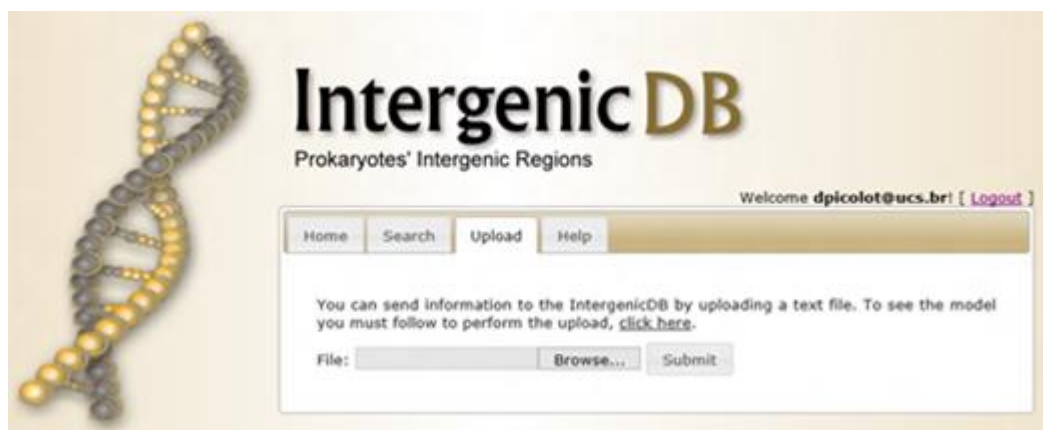 Intergenic DB
Prokaryotes' Intergenic Regions
Welcome dpicolot@ucs.br! [ Logout ]
Home Search Upload Help
You can send information to the IntergenicDB by uploading a text file. To see the model
you must follow to perform the upload, click here.
File: Browse... Submit